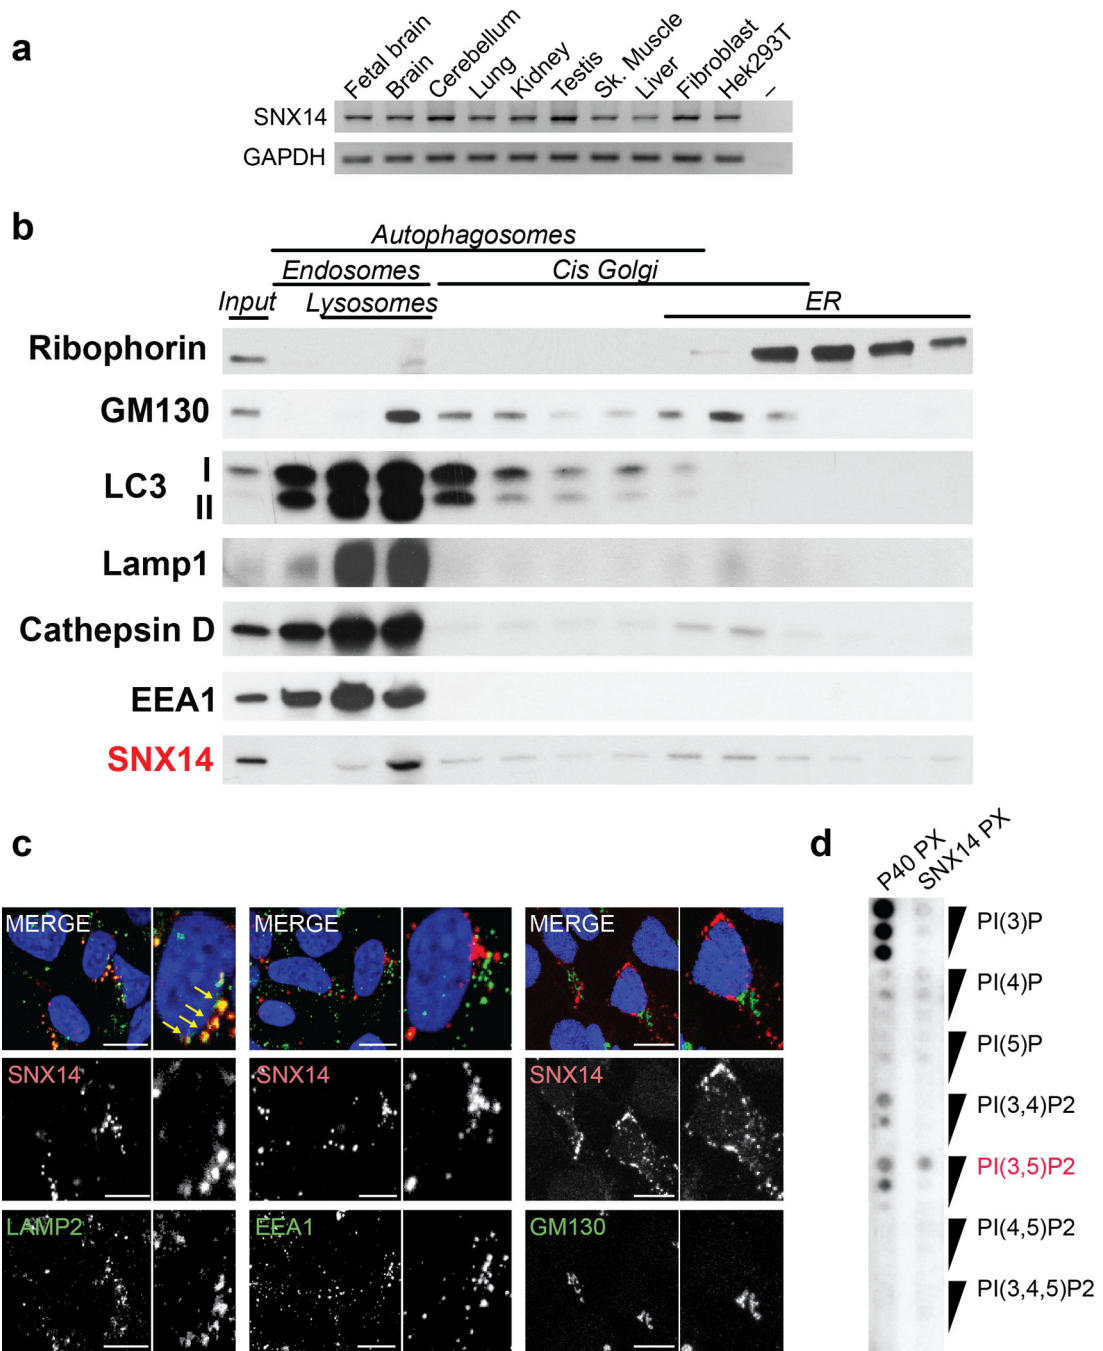 a
Fetal brain
Brain
Cerebellum
Lung
Kidney
Testis
Sk. Muscle
Liver
Fibroblast
Hek293T
–
SNX14
GAPDH
b
Autophagosomes
Endosomes Cis Golgi
Input Lysosomes ER
Ribophorin
GM130
LC3 I
II
Lamp1
Cathepsin D
EEA1
SNX14
c
MERGE MERGE MERGE
SNX14 SNX14 SNX14
LAMP2 EEA1 GM130
d
P40 PX
SNX14 PX
PI(3)P
PI(4)P
PI(5)P
PI(3,4)P2
PI(3,5)P2
PI(4,5)P2
PI(3,4,5)P2